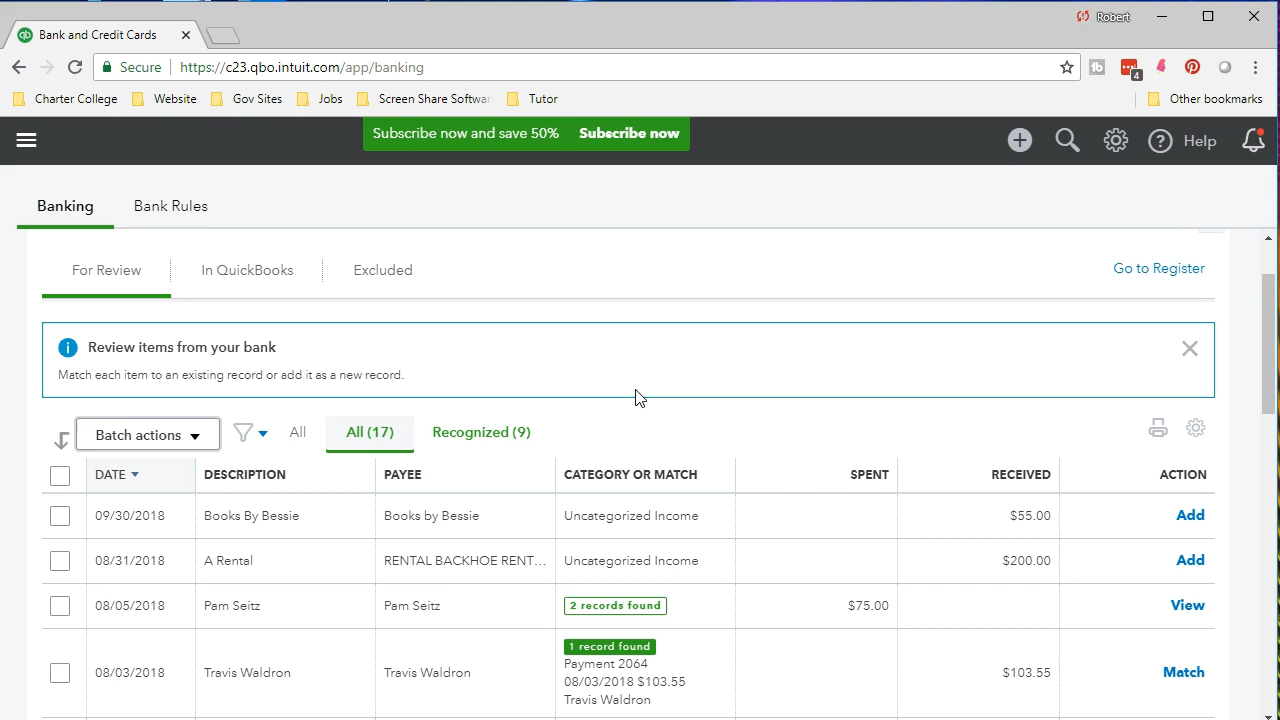 Robert
Bank and Credit Cards
Secure https://c23.qbo.intuit.com/app/banking
4
Charter College Website Gov Sites Jobs Screen Share Softwar Tutor Other bookmarks
Subscribe now and save 50% Subscribe now
Help
Banking Bank Rules
For Review In QuickBooks Excluded Go to Register
Review items from your bank
Match each item to an existing record or add it as a new record.
Batch actions All All (17) Recognized (9)
DATE DESCRIPTION PAYEE CATEGORY OR MATCH SPENT RECEIVED ACTION
09/30/2018 Books By Bessie Books by Bessie Uncategorized Income $55.00 Add
08/31/2018 A Rental RENTAL BACKHOE RENT... Uncategorized Income $200.00 Add
08/05/2018 Pam Seitz Pam Seitz 2 records found $75.00 View
1 record found
Payment 2064
08/03/2018 Travis Waldron Travis Waldron 08/03/2018 $103.55 $103.55 Match
Travis Waldron